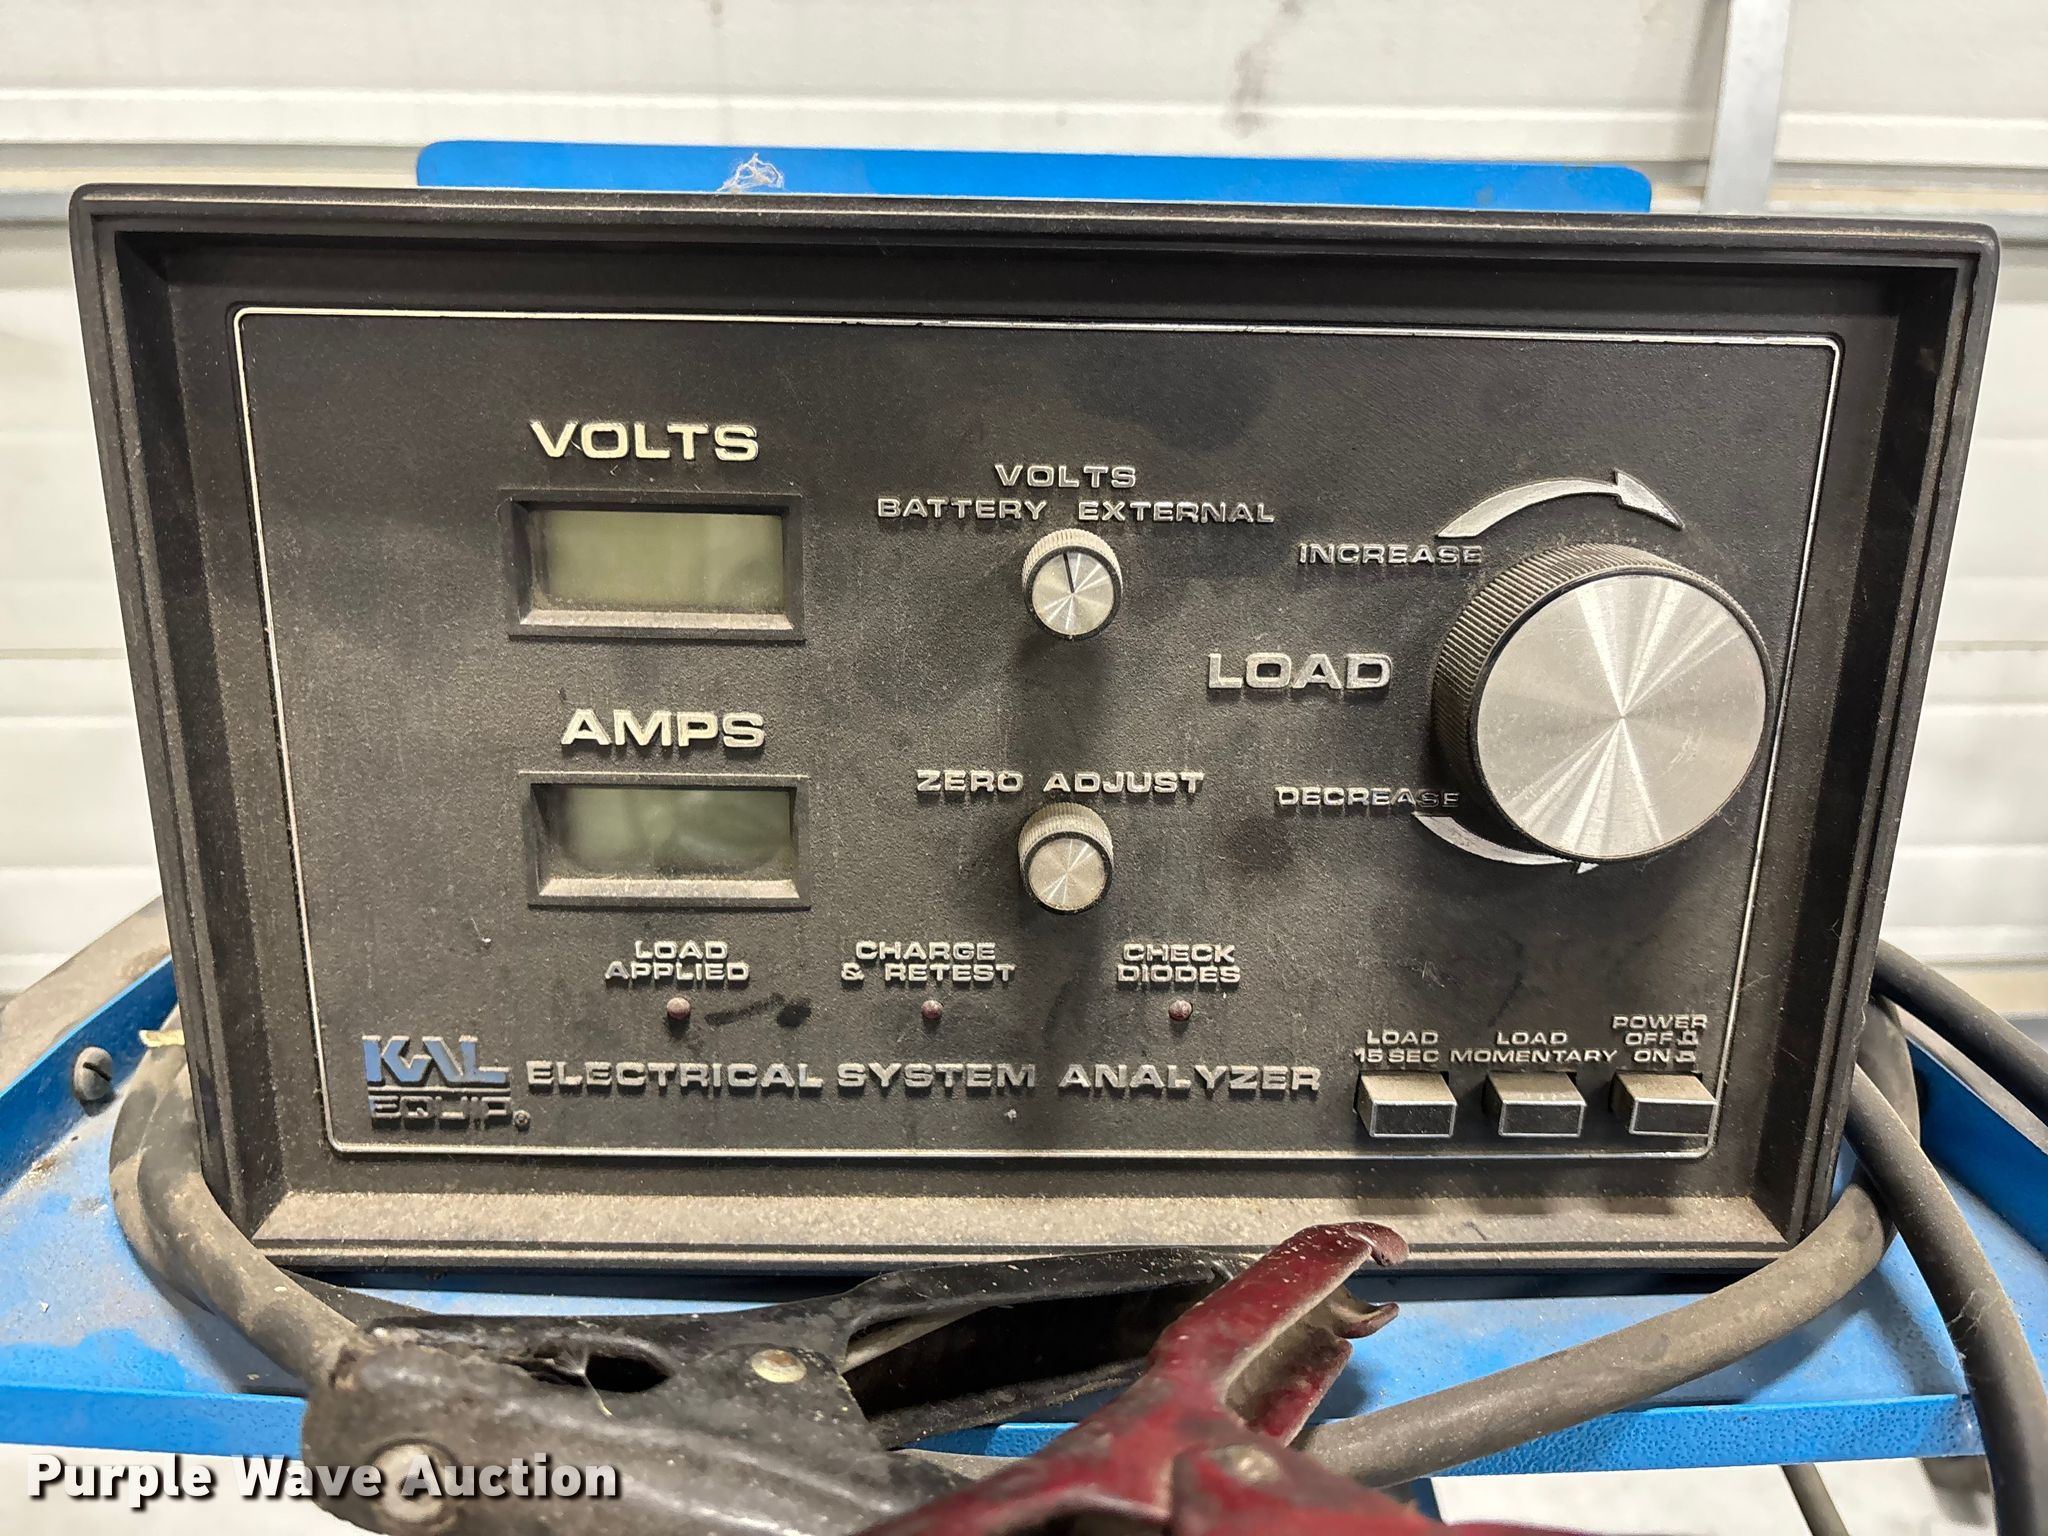 VOLTS
VOLTS
BATTERY EXTERNAL
INCREASE
LOAD
AMPS
ZERO ADJUST
DECREASE
LOAD
APPLIED
CHARGE
& RETEST
CHECK
DIODES
LOAD
15 SEC
LOAD
MOMENTARY
POWER
OFF
ON
KAL
EQUIP®
ELECTRICAL SYSTEM ANALYZER
Purple Wave Auction